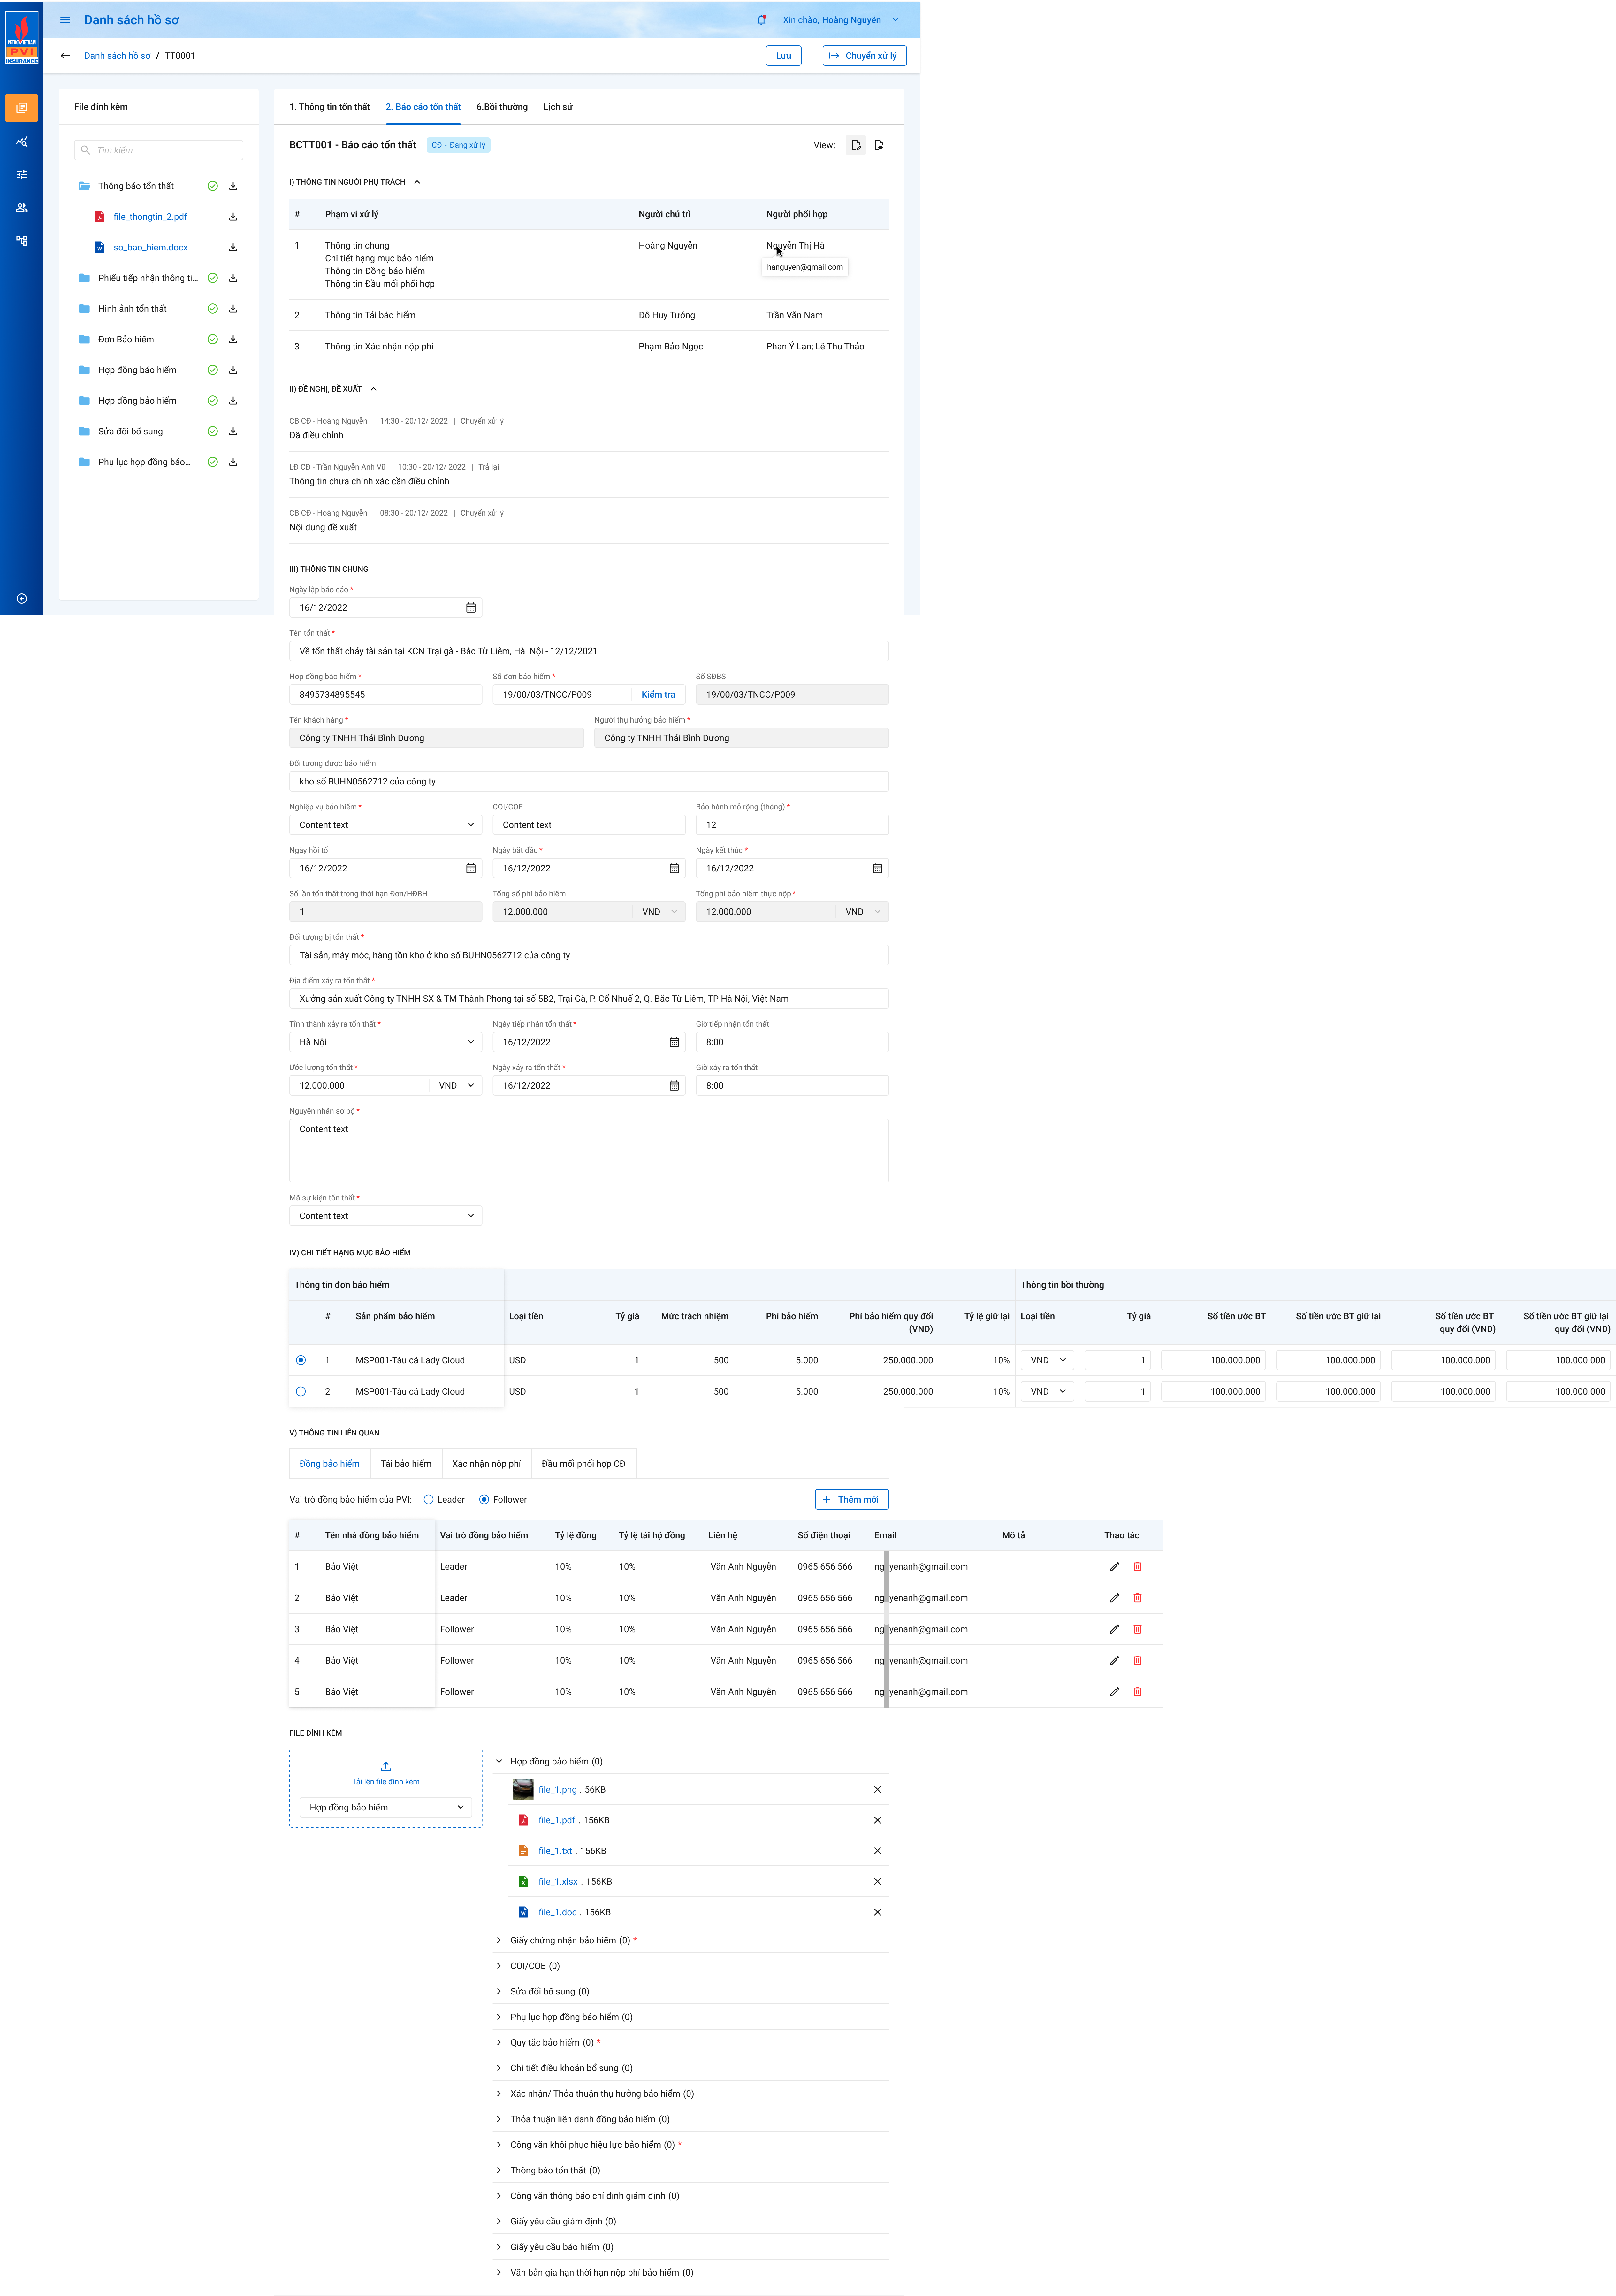 PETROVIETNAM
PVI
INSURANCE
Danh sách hồ sơ
Xin chào, Hoàng Nguyên
Danh sách hồ sơ / TT0001
Lưu
Chuyển xử lý
File đính kèm
Tìm kiếm
Thông báo tổn thất
file_thongtin_2.pdf
so_bao_hiem.docx
Phiếu tiếp nhận thông ti...
Hình ảnh tổn thất
Đơn Bảo hiểm
Hợp đồng bảo hiểm
Hợp đồng bảo hiểm
Sửa đổi bổ sung
Phụ lục hợp đồng bảo...
1. Thông tin tổn thất 2. Báo cáo tổn thất 6.Bồi thường Lịch sử
BCTT001 - Báo cáo tổn thất CĐ - Đang xử lý View:
I) THÔNG TIN NGƯỜI PHỤ TRÁCH
# Phạm vi xử lý Người chủ trì Người phối hợp
1 Thông tin chung Hoàng Nguyên Nguyễn Thị Hà
Chi tiết hạng mục bảo hiểm
Thông tin Đồng bảo hiểm hanguyen@gmail.com
Thông tin Đầu mối phối hợp
2 Thông tin Tái bảo hiểm Đỗ Huy Tưởng Trần Văn Nam
3 Thông tin Xác nhận nộp phí Phạm Bảo Ngọc Phan Ý Lan; Lê Thu Thảo
II) ĐỀ NGHỊ, ĐỀ XUẤT
CB CĐ - Hoàng Nguyên | 14:30 - 20/12/ 2022 | Chuyển xử lý
Đã điều chỉnh
LĐ CĐ - Trần Nguyễn Anh Vũ | 10:30 - 20/12/ 2022 | Trả lại
Thông tin chưa chính xác cần điều chỉnh
CB CĐ - Hoàng Nguyên | 08:30 - 20/12/ 2022 | Chuyển xử lý
Nội dung đề xuất
III) THÔNG TIN CHUNG
Ngày lập báo cáo *
16/12/2022
Tên tổn thất *
Về tổn thất cháy tài sản tại KCN Trại gà - Bắc Từ Liêm, Hà Nội - 12/12/2021
Hợp đồng bảo hiểm * Số đơn bảo hiểm * Số SĐBS
8495734895545 19/00/03/TNCC/P009 Kiểm tra 19/00/03/TNCC/P009
Tên khách hàng * Người thụ hưởng bảo hiểm *
Công ty TNHH Thái Bình Dương Công ty TNHH Thái Bình Dương
Đối tượng được bảo hiểm
kho số BUHN0562712 của công ty
Nghiệp vụ bảo hiểm * COI/COE Bảo hành mở rộng (tháng) *
Content text Content text 12
Ngày hồi tố Ngày bắt đầu * Ngày kết thúc *
16/12/2022 16/12/2022 16/12/2022
Số lần tổn thất trong thời hạn Đơn/HĐBH Tổng số phí bảo hiểm Tổng phí bảo hiểm thực nộp *
1 12.000.000 VND 12.000.000 VND
Đối tượng bị tổn thất *
Tài sản, máy móc, hàng tồn kho ở kho số BUHN0562712 của công ty
Địa điểm xảy ra tổn thất *
Xưởng sản xuất Công ty TNHH SX & TM Thành Phong tại số 5B2, Trại Gà, P. Cổ Nhuế 2, Q. Bắc Từ Liêm, TP Hà Nội, Việt Nam
Tỉnh thành xảy ra tổn thất * Ngày tiếp nhận tổn thất * Giờ tiếp nhận tổn thất
Hà Nội 16/12/2022 8:00
Ước lượng tổn thất * Ngày xảy ra tổn thất * Giờ xảy ra tổn thất
12.000.000 VND 16/12/2022 8:00
Nguyên nhân sơ bộ *
Content text
Mã sự kiện tổn thất *
Content text
IV) CHI TIẾT HẠNG MỤC BẢO HIỂM
Thông tin đơn bảo hiểm Thông tin bồi thường
# Sản phẩm bảo hiểm Loại tiền Tỷ giá Mức trách nhiệm Phí bảo hiểm Phí bảo hiểm quy đổi Tỷ lệ giữ lại Loại tiền Tỷ giá Số tiền ước BT Số tiền ước BT giữ lại Số tiền ước BT Số tiền ước BT giữ lại
(VND) quy đổi (VND) quy đổi (VND)
1 MSP001-Tàu cá Lady Cloud USD 1 500 5.000 250.000.000 10% VND 1 100.000.000 100.000.000 100.000.000 100.000.000
2 MSP001-Tàu cá Lady Cloud USD 1 500 5.000 250.000.000 10% VND 1 100.000.000 100.000.000 100.000.000 100.000.000
V) THÔNG TIN LIÊN QUAN
Đồng bảo hiểm Tái bảo hiểm Xác nhận nộp phí Đầu mối phối hợp CĐ
Vai trò đồng bảo hiểm của PVI: Leader Follower Thêm mới
# Tên nhà đồng bảo hiểm Vai trò đồng bảo hiểm Tỷ lệ đồng Tỷ lệ tái hộ đồng Liên hệ Số điện thoại Email Mô tả Thao tác
1 Bảo Việt Leader 10% 10% Văn Anh Nguyên 0965 656 566 nguyenanh@gmail.com
2 Bảo Việt Leader 10% 10% Văn Anh Nguyên 0965 656 566 nguyenanh@gmail.com
3 Bảo Việt Follower 10% 10% Văn Anh Nguyên 0965 656 566 nguyenanh@gmail.com
4 Bảo Việt Follower 10% 10% Văn Anh Nguyên 0965 656 566 nguyenanh@gmail.com
5 Bảo Việt Follower 10% 10% Văn Anh Nguyên 0965 656 566 nguyenanh@gmail.com
FILE ĐÍNH KÈM
Tải lên file đính kèm
Hợp đồng bảo hiểm
Hợp đồng bảo hiểm (0)
file_1.png . 56KB
file_1.pdf . 156KB
file_1.txt . 156KB
file_1.xlsx . 156KB
file_1.doc . 156KB
Giấy chứng nhận bảo hiểm (0) *
COI/COE (0)
Sửa đổi bổ sung (0)
Phụ lục hợp đồng bảo hiểm (0)
Quy tắc bảo hiểm (0) *
Chi tiết điều khoản bổ sung (0)
Xác nhận/ Thỏa thuận thụ hưởng bảo hiểm (0)
Thỏa thuận liên danh đồng bảo hiểm (0)
Công văn khôi phục hiệu lực bảo hiểm (0) *
Thông báo tổn thất (0)
Công văn thông báo chỉ định giám định (0)
Giấy yêu cầu giám định (0)
Giấy yêu cầu bảo hiểm (0)
Văn bản gia hạn thời hạn nộp phí bảo hiểm (0)